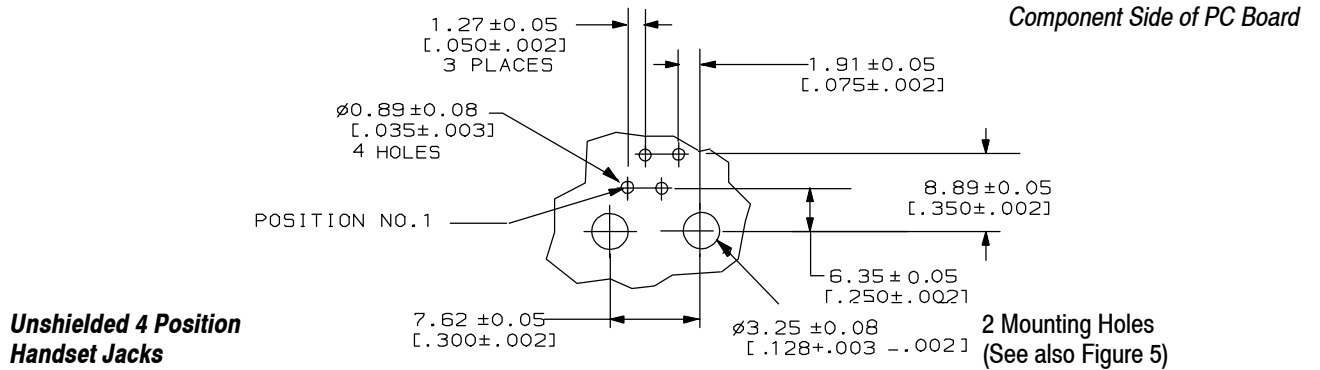 Component Side of PC Board
1.27±0.05
[.050±.002]
3 PLACES
1.91±0.05
[.075±.002]
⌀0.89±0.08
[.035±.003]
4 HOLES
8.89±0.05
[.350±.002]
POSITION NO.1
6.35±0.05
[.250±.002]
7.62 ±0.05
[.300±.002]
⌀3.25 ±0.08
[.128+.003 -.002]
2 Mounting Holes
(See also Figure 5)
Unshielded 4 Position
Handset Jacks